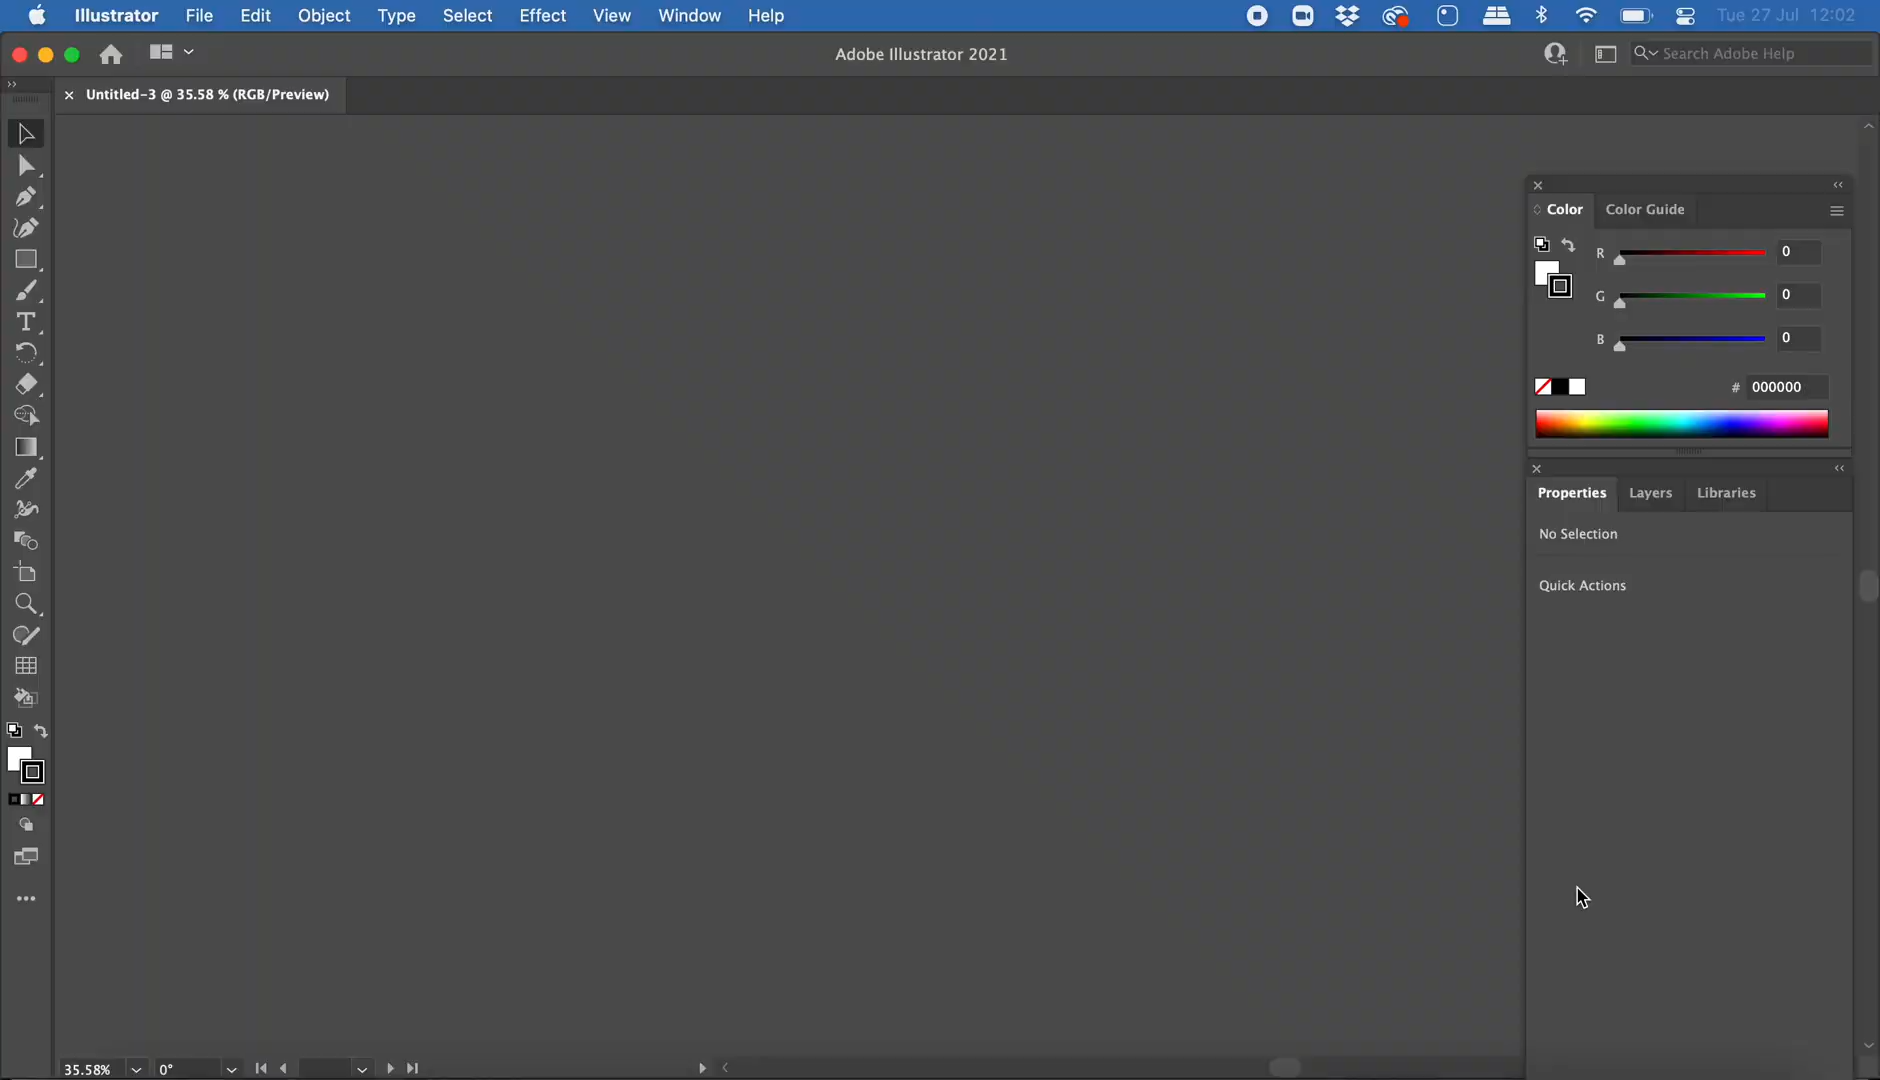 Illustrator File Edit Object Type Select Effect View Window Help Tue 27 Jul 12:02
Adobe Illustrator 2021 Search Adobe Help
Untitled-3 @ 35.58 % (RGB/Preview)
Color Color Guide
R 0
G 0
B 0
# 000000
Properties Layers Libraries
No Selection
Quick Actions
35.58% 0°